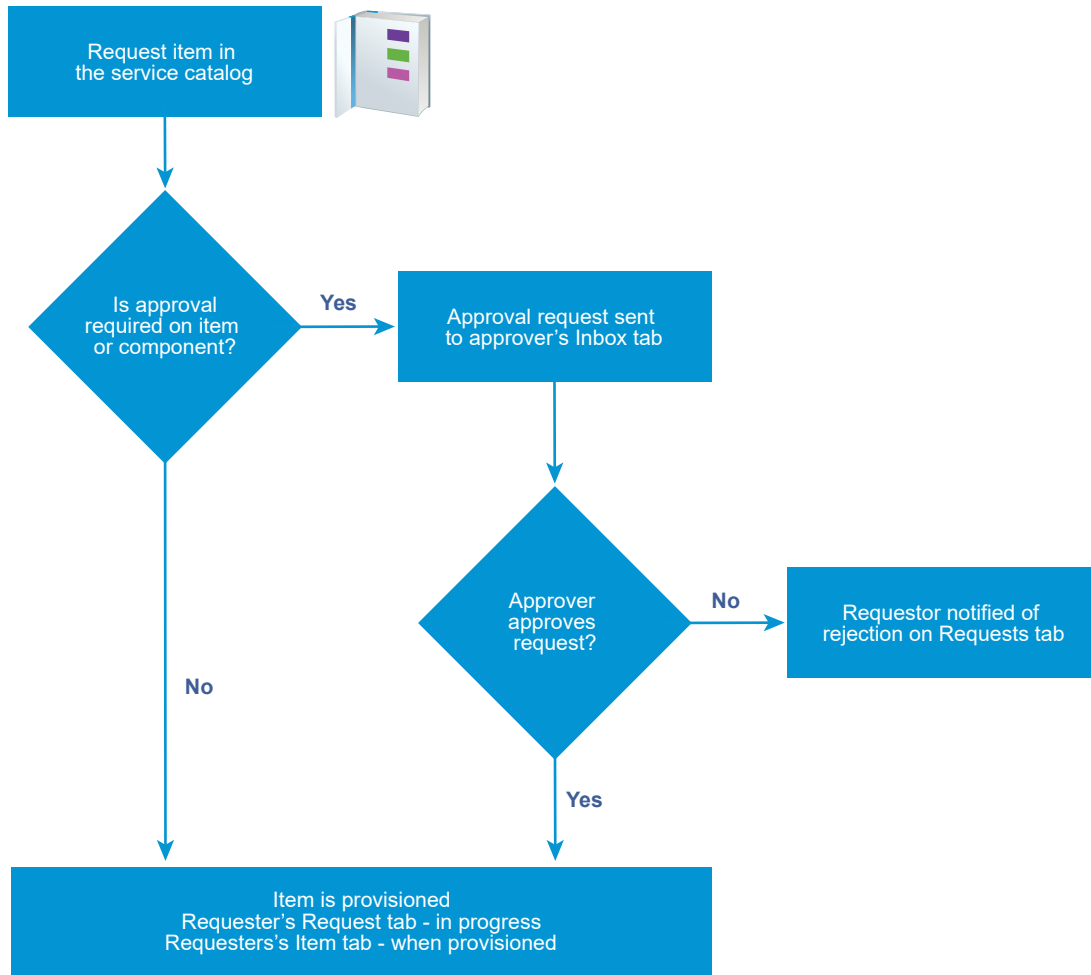 Request item in
the service catalog
Is approval
required on item
or component?
Yes
Approval request sent
to approver’s Inbox tab
Approver
approves
request?
No
Requestor notified of
rejection on Requests tab
No
Yes
Item is provisioned
Requester’s Request tab - in progress
Requesters’s Item tab - when provisioned